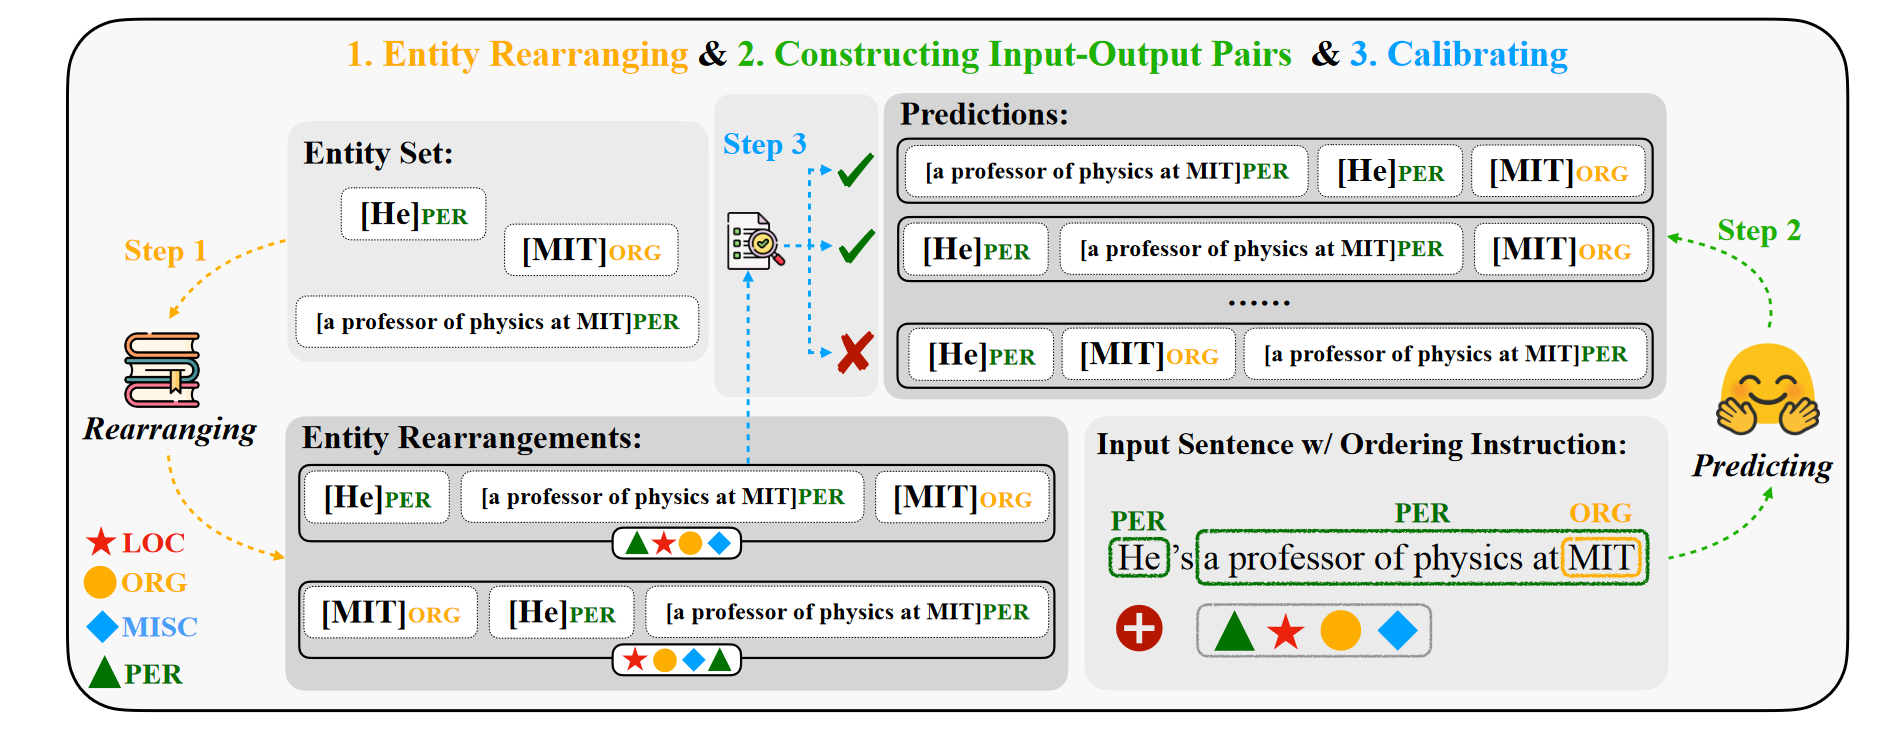 1. Entity Rearranging & 2. Constructing Input-Output Pairs & 3. Calibrating
Entity Set:
[He]PER
[MIT]ORG
[a professor of physics at MIT]PER
Step 1
Rearranging
Step 3
Predictions:
[a professor of physics at MIT]PER [He]PER [MIT]ORG
[He]PER [a professor of physics at MIT]PER [MIT]ORG
......
[He]PER [MIT]ORG [a professor of physics at MIT]PER
Step 2
Predicting
Entity Rearrangements:
[He]PER [a professor of physics at MIT]PER [MIT]ORG
[MIT]ORG [He]PER [a professor of physics at MIT]PER
LOC
ORG
MISC
PER
Input Sentence w/ Ordering Instruction:
PER PER ORG
He's a professor of physics at MIT